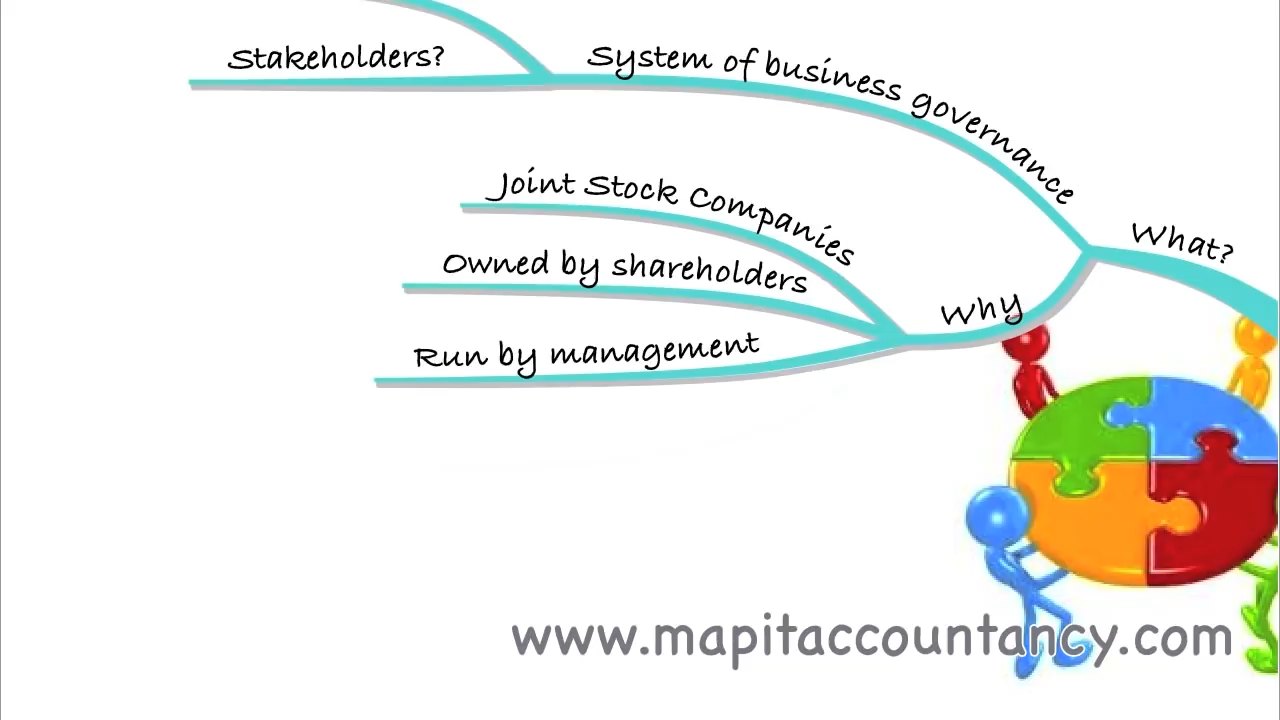 Stakeholders?
System of business governance
What?
Joint Stock Companies
Owned by shareholders
Why
Run by management
www.mapitaccountancy.com